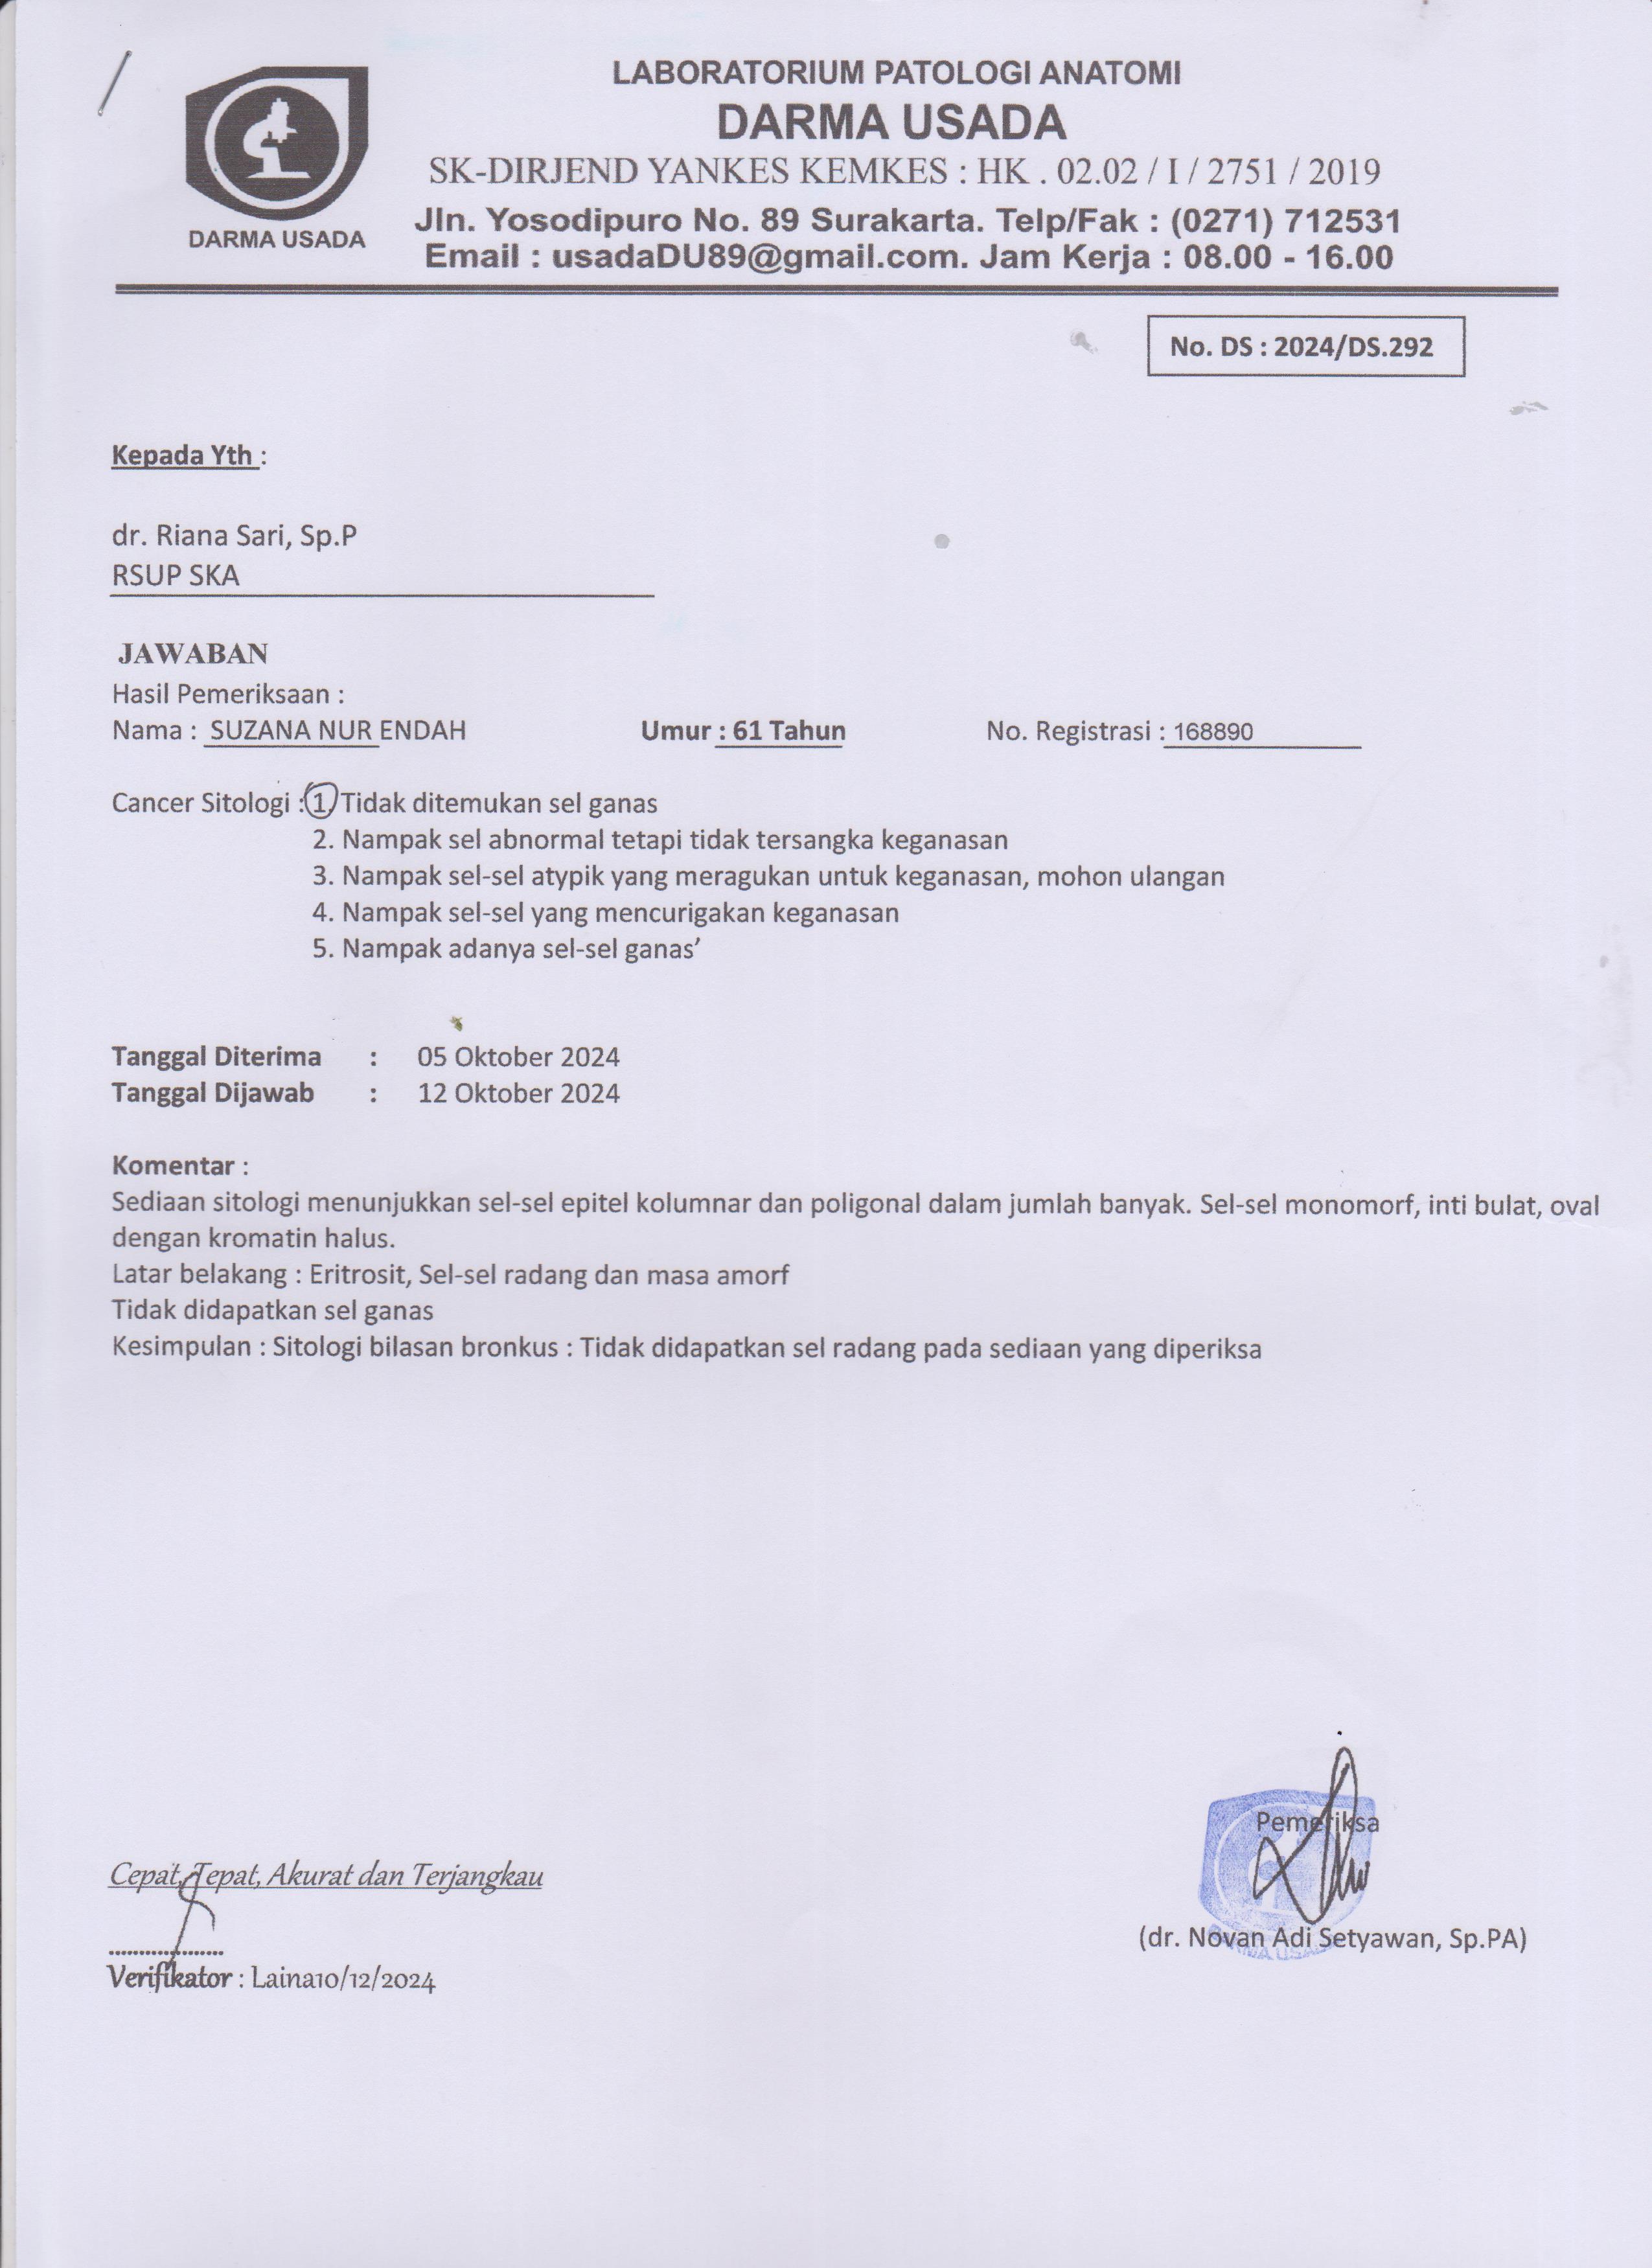 LABORATORIUM PATOLOGI ANATOMI
DARMA USADA
SK-DIRJEND YANKES KEMKES : HK . 02.02 / I / 2751 / 2019
Jln. Yosodipuro No. 89 Surakarta. Telp/Fak : (0271) 712531
Email : usadaDU89@gmail.com. Jam Kerja : 08.00 - 16.00
DARMA USADA
No. DS : 2024/DS.292
Kepada Yth :
dr. Riana Sari, Sp.P
RSUP SKA
JAWABAN
Hasil Pemeriksaan :
Nama : SUZANA NUR ENDAH Umur : 61 Tahun No. Registrasi : 168890
Cancer Sitologi : 1. Tidak ditemukan sel ganas
2. Nampak sel abnormal tetapi tidak tersangka keganasan
3. Nampak sel-sel atypik yang meragukan untuk keganasan, mohon ulangan
4. Nampak sel-sel yang mencurigakan keganasan
5. Nampak adanya sel-sel ganas’
Tanggal Diterima : 05 Oktober 2024
Tanggal Dijawab : 12 Oktober 2024
Komentar :
Sediaan sitologi menunjukkan sel-sel epitel kolumnar dan poligonal dalam jumlah banyak. Sel-sel monomorf, inti bulat, oval
dengan kromatin halus.
Latar belakang : Eritrosit, Sel-sel radang dan masa amorf
Tidak didapatkan sel ganas
Kesimpulan : Sitologi bilasan bronkus : Tidak didapatkan sel radang pada sediaan yang diperiksa
Pemeriksa
Cepat, Tepat, Akurat dan Terjangkau
(dr. Novan Adi Setyawan, Sp.PA)
DARMA USADA
....................
Verifikator : Laina10/12/2024